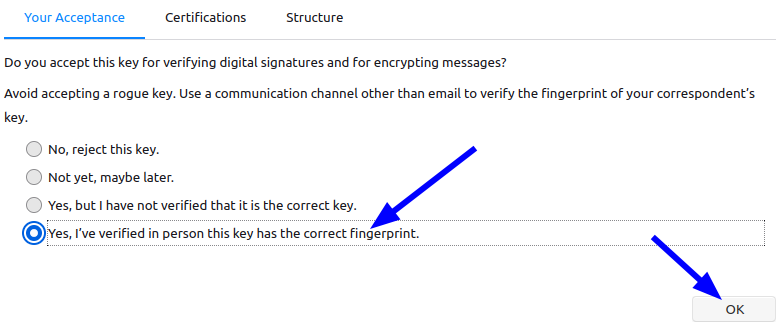 Your Acceptance Certifications Structure
Do you accept this key for verifying digital signatures and for encrypting messages?
Avoid accepting a rogue key. Use a communication channel other than email to verify the fingerprint of your correspondent’s
key.
No, reject this key.
Not yet, maybe later.
Yes, but I have not verified that it is the correct key.
Yes, I’ve verified in person this key has the correct fingerprint.
OK